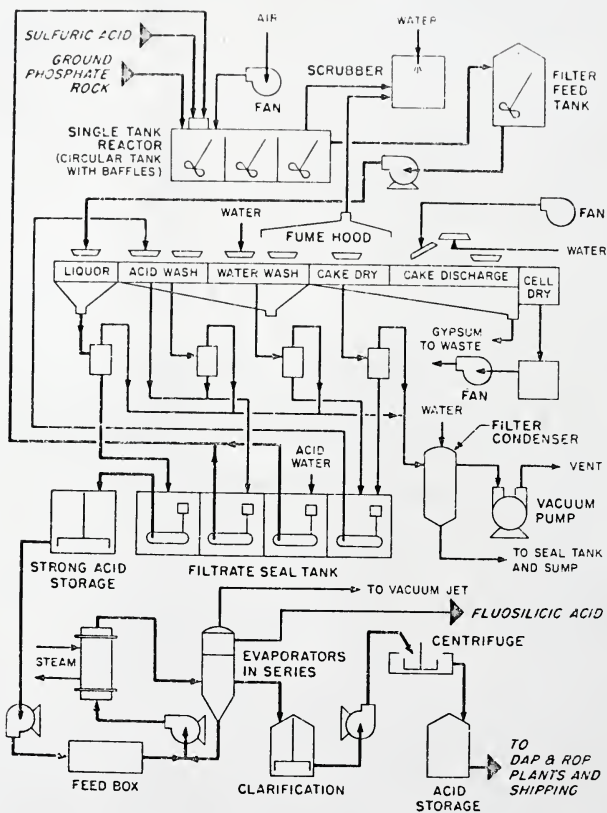 SULFURIC ACID
GROUND
PHOSPHATE
ROCK
AIR
FAN
WATER
SCRUBBER
FILTER
FEED
TANK
SINGLE TANK
REACTOR
(CIRCULAR TANK
WITH BAFFLES)
WATER
FUME HOOD
FAN
WATER
LIQUOR
ACID WASH
WATER WASH
CAKE DRY
CAKE DISCHARGE
CELL
DRY
GYPSUM
TO WASTE
FAN
WATER
FILTER
CONDENSER
ACID
WATER
VENT
VACUUM
PUMP
STRONG ACID
STORAGE
FILTRATE SEAL TANK
TO SEAL TANK
AND SUMP
TO VACUUM JET
FLUOSILICIC ACID
STEAM
EVAPORATORS
IN SERIES
CENTRIFUGE
FEED BOX
CLARIFICATION
ACID
STORAGE
TO
DAP & ROP
PLANTS AND
SHIPPING